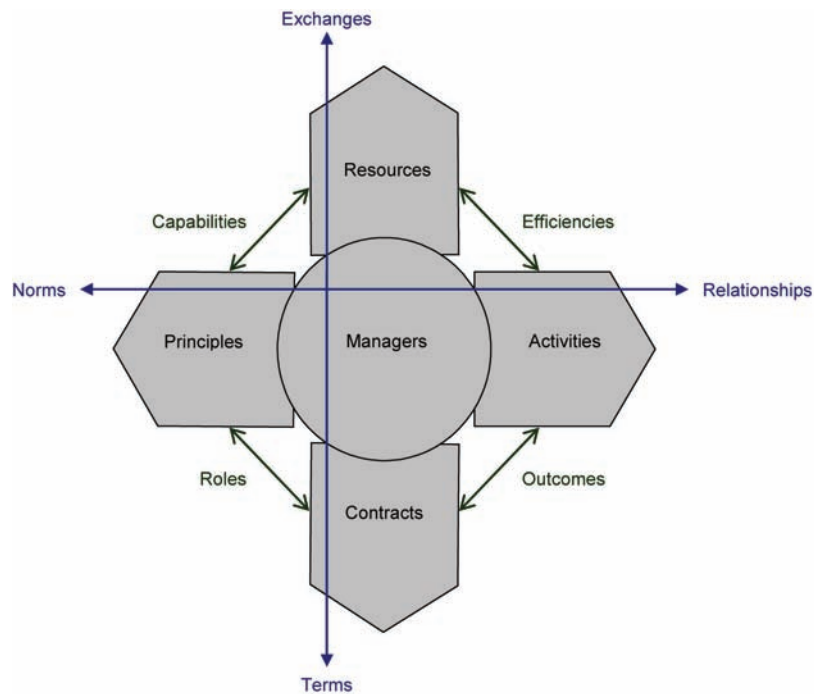 Exchanges
Resources
Capabilities
Efficiencies
Norms
Relationships
Principles
Managers
Activities
Roles
Outcomes
Contracts
Terms